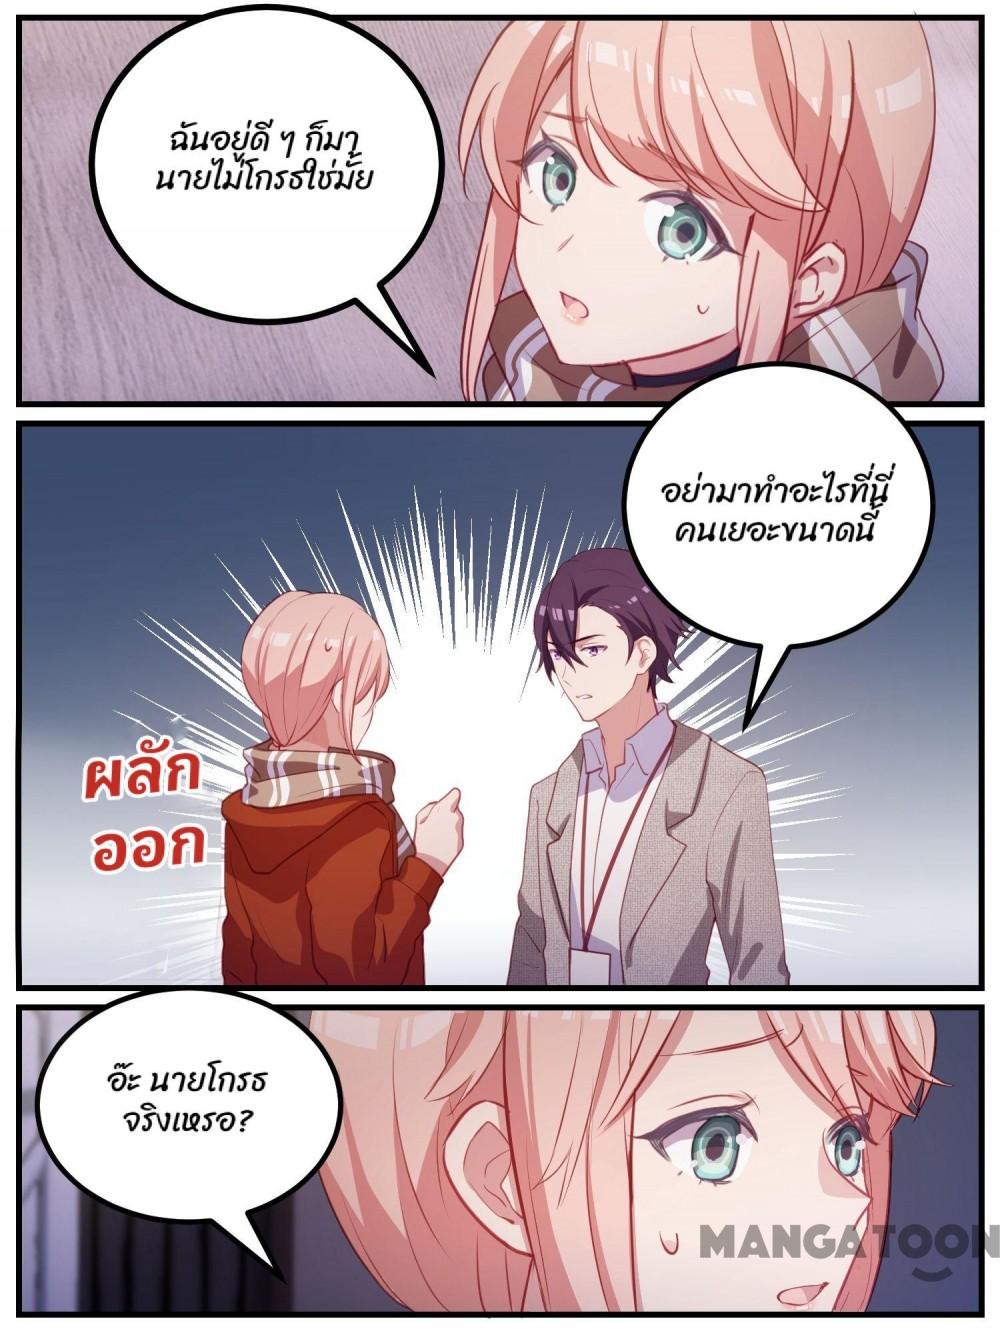 ฉันอยู่ดี ๆ ก็มา
นายไม่โกรธใช่มั้ย
อย่ามาทำอะไรที่นี่
คนเยอะขนาดนี้
ผลัก
ออก
อ๊ะ นายโกรธ
จริงเหรอ?
MANGATOON